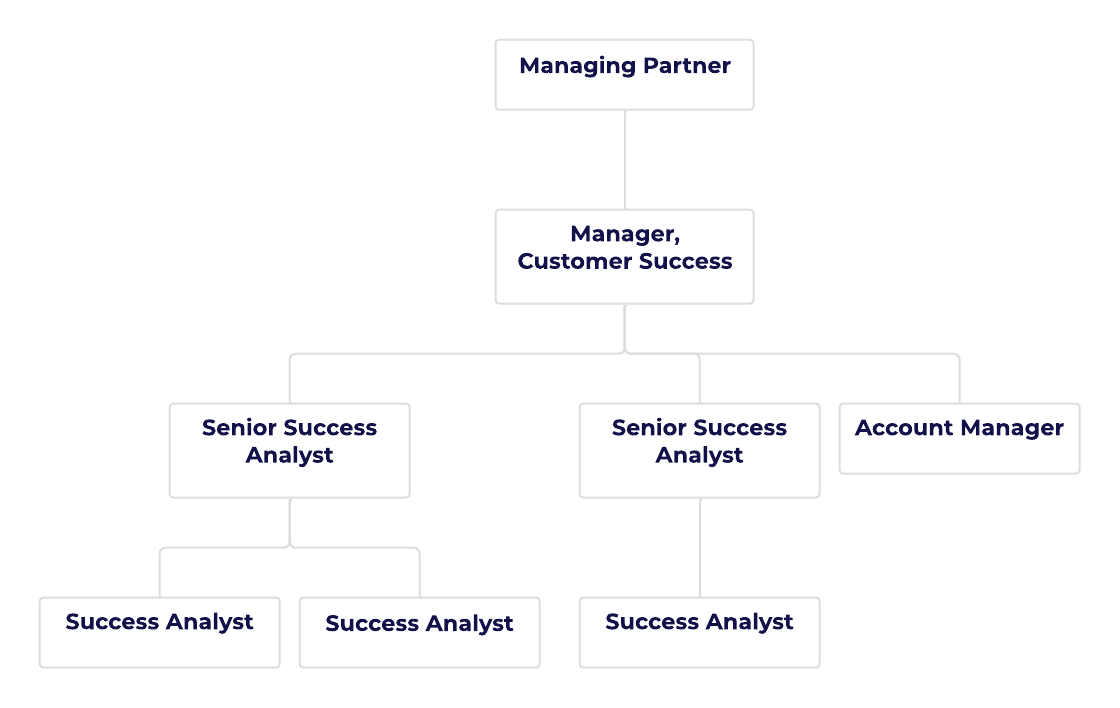 Managing Partner
Manager,
Customer Success
Senior Success
Analyst
Senior Success
Analyst
Account Manager
Success Analyst
Success Analyst
Success Analyst